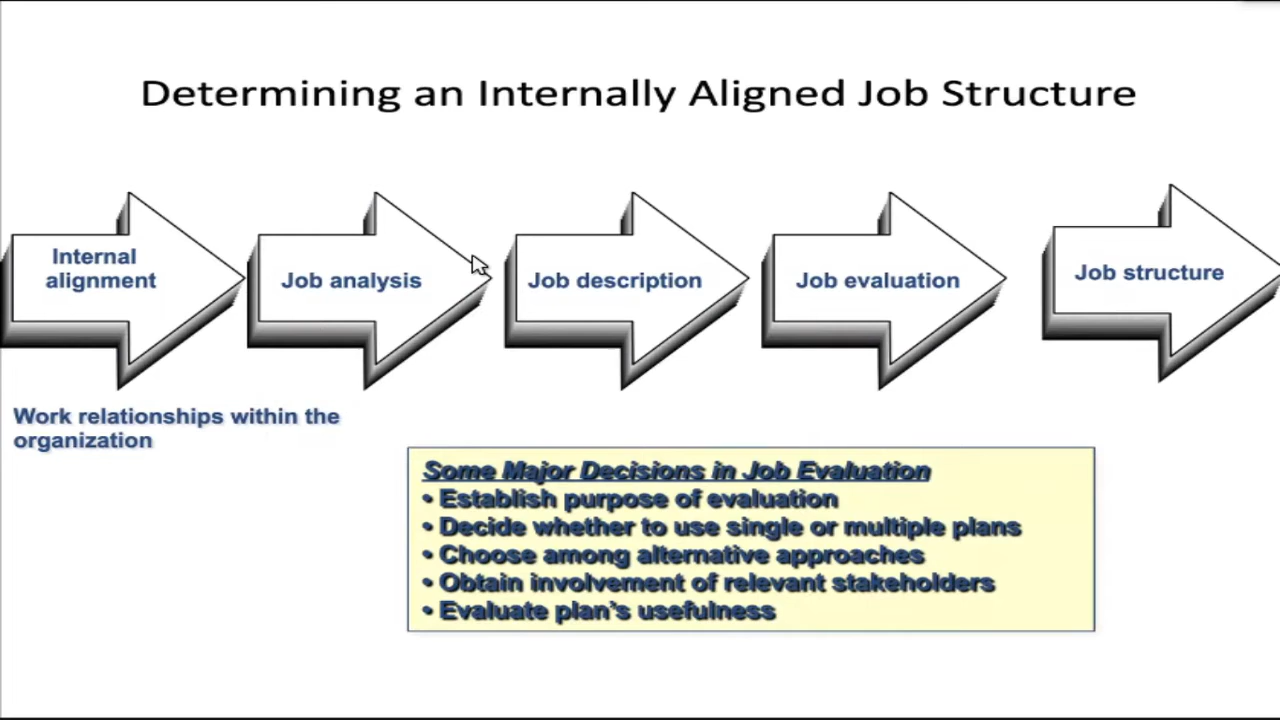 Determining an Internally Aligned Job Structure
Internal
alignment
Job analysis
Job description
Job evaluation
Job structure
Work relationships within the
organization
Some Major Decisions in Job Evaluation
• Establish purpose of evaluation
• Decide whether to use single or multiple plans
• Choose among alternative approaches
• Obtain involvement of relevant stakeholders
• Evaluate plan’s usefulness